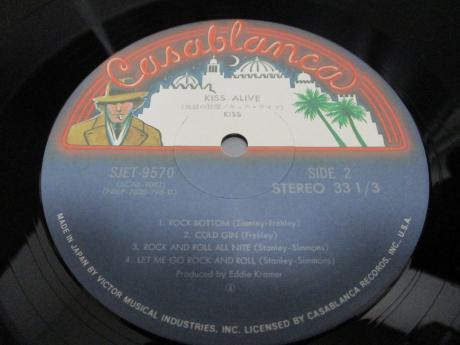 Casablanca
KISS ALIVE
KISS
SJET-9570
SIDE 2
STEREO 33 1/3
1. ROCK BOTTOM (Stanley-Frehley)
2. COLD GIN (Frehley)
3. ROCK AND ROLL ALL NITE (Stanley-Simmons)
4. LET ME GO ROCK AND ROLL (Stanley-Simmons)
Produced by Eddie Kramer
MADE IN JAPAN BY VICTOR MUSICAL INDUSTRIES, INC. LICENSED BY CASABLANCA RECORDS, INC., U.S.A.